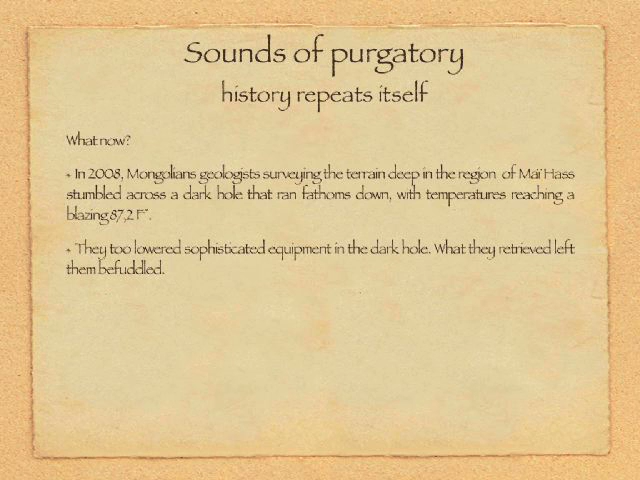 Sounds of purgatory
history repeats itself
What now?
• In 2008, Mongolians geologists surveying the terrain deep in the region of Maï Hass
stumbled across a dark hole that ran fathoms down, with temperatures reaching a
blazing 87,2 F°.
• They too lowered sophisticated equipment in the dark hole. What they retrieved left
them befuddled.